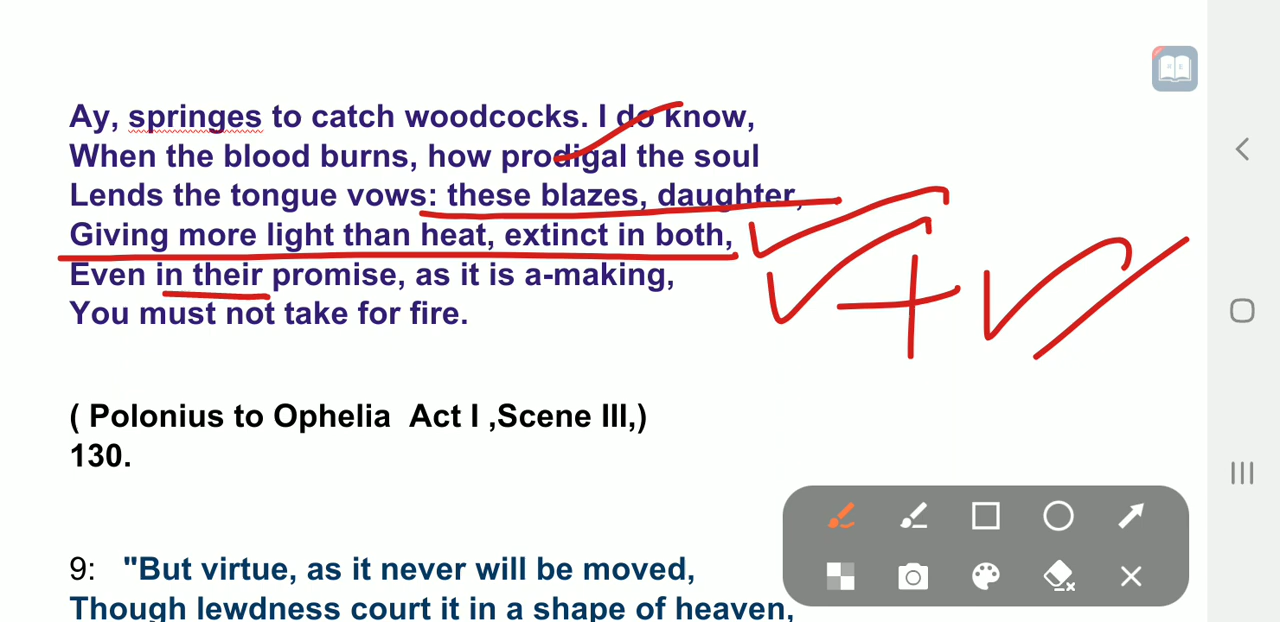 Ay, springes to catch woodcocks. I do know,
When the blood burns, how prodigal the soul
Lends the tongue vows: these blazes, daughter,
Giving more light than heat, extinct in both,
Even in their promise, as it is a-making,
You must not take for fire.
( Polonius to Ophelia Act I ,Scene III,)
130.
9: "But virtue, as it never will be moved,
Though lewdness court it in a shape of heaven,